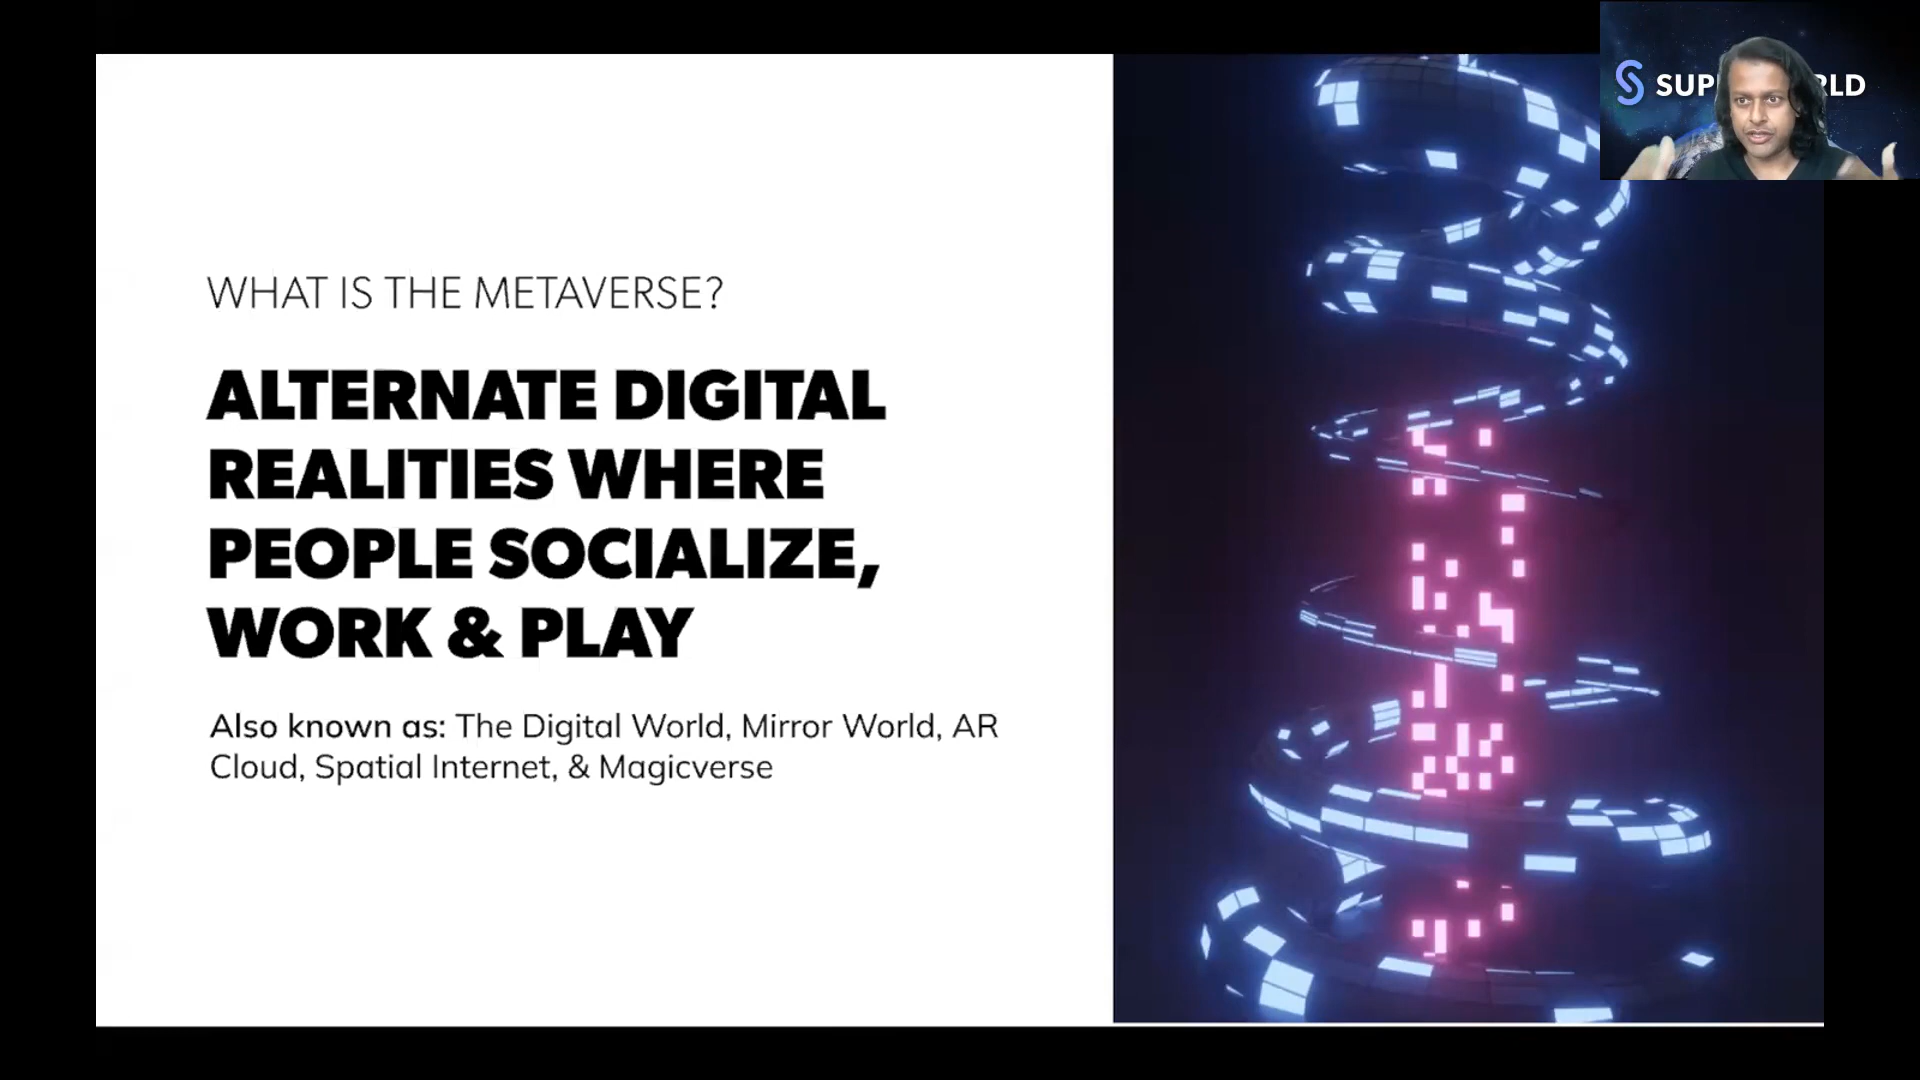 WHAT IS THE METAVERSE?
ALTERNATE DIGITAL
REALITIES WHERE
PEOPLE SOCIALIZE,
WORK & PLAY
Also known as: The Digital World, Mirror World, AR
Cloud, Spatial Internet, & Magicverse